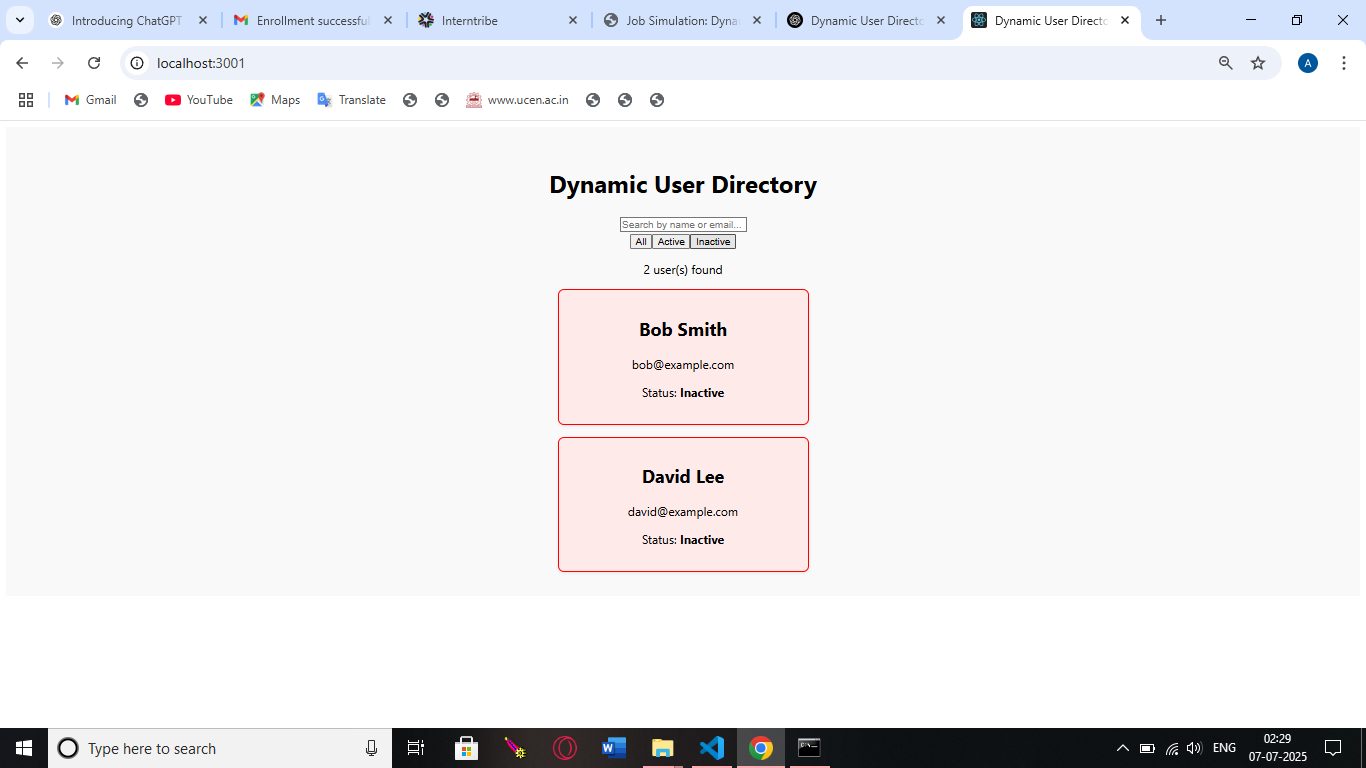 Introducing ChatGPT
Enrollment successful
Interntribe
Job Simulation: Dyna
Dynamic User Directo
Dynamic User Directo
localhost:3001
A
Gmail
YouTube
Maps
Translate
www.ucen.ac.in
Dynamic User Directory
Search by name or email...
All Active Inactive
2 user(s) found
Bob Smith
bob@example.com
Status: Inactive
David Lee
david@example.com
Status: Inactive
Type here to search
ENG
02:29
07-07-2025